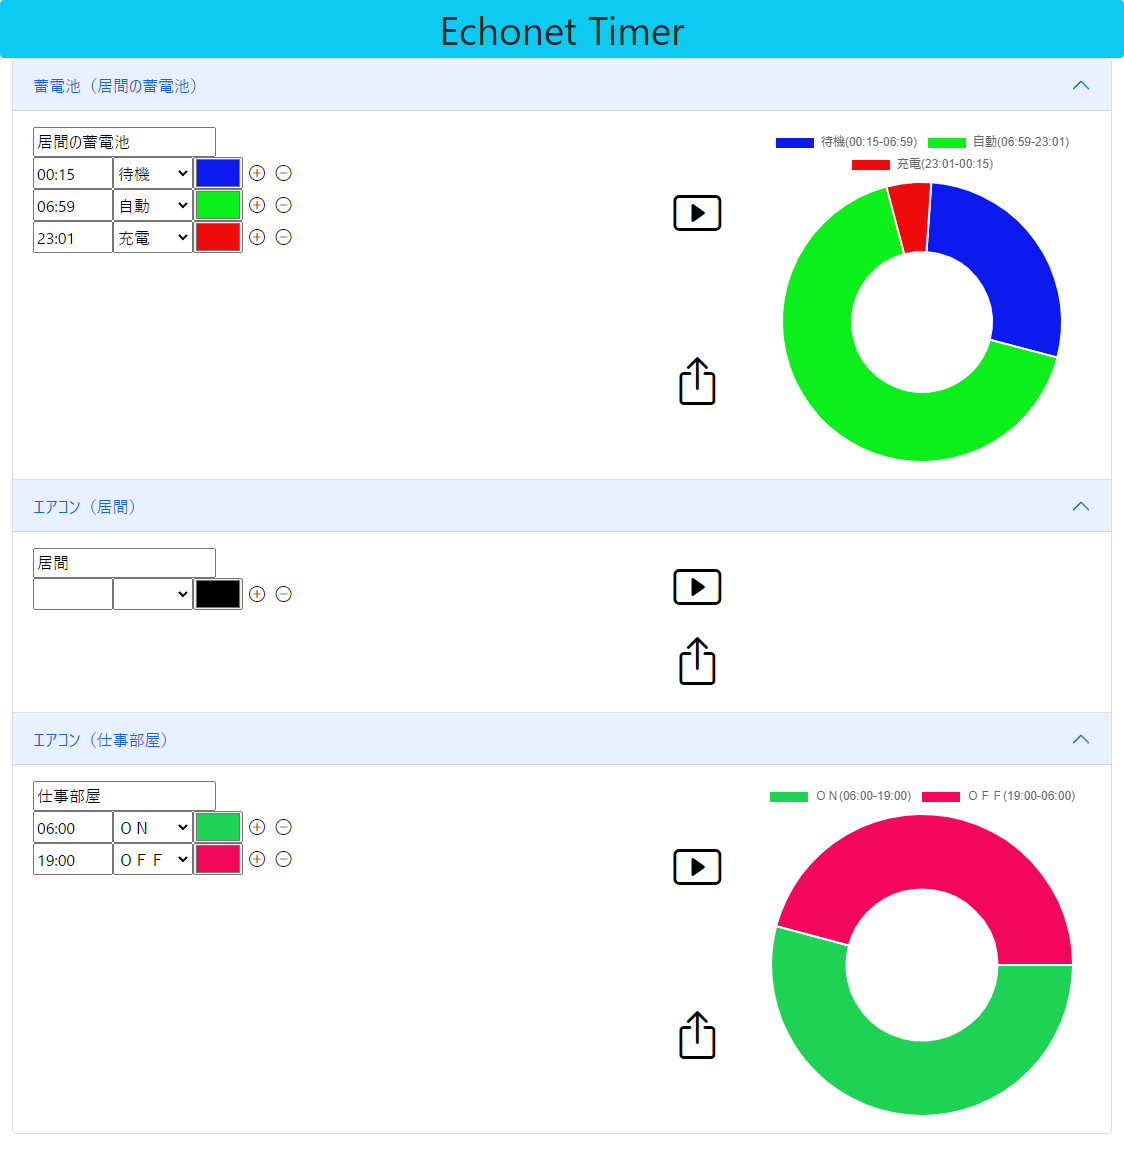 Echonet Timer
蓄電池（居間の蓄電池）
居間の蓄電池
00:15 待機
06:59 自動
23:01 充電
待機(00:15-06:59) 自動(06:59-23:01)
充電(23:01-00:15)
エアコン（居間）
居間
エアコン（仕事部屋）
仕事部屋
06:00 ＯＮ
19:00 ＯＦＦ
ＯＮ(06:00-19:00) ＯＦＦ(19:00-06:00)